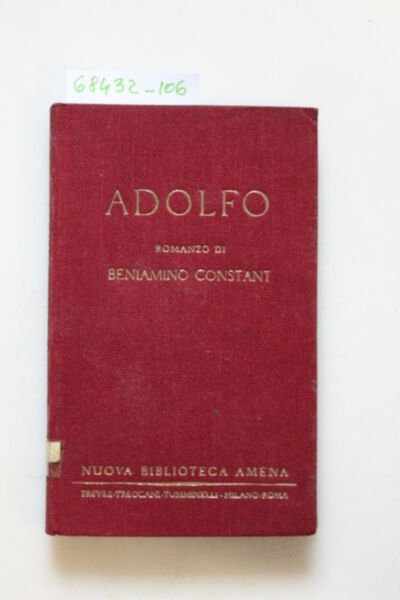 68432-106
ADOLFO
ROMANZO DI
BENIAMINO CONSTANT
NUOVA BIBLIOTECA AMENA
TREVES·TRECCANI·TUMMINELLI-MILANO·ROMA